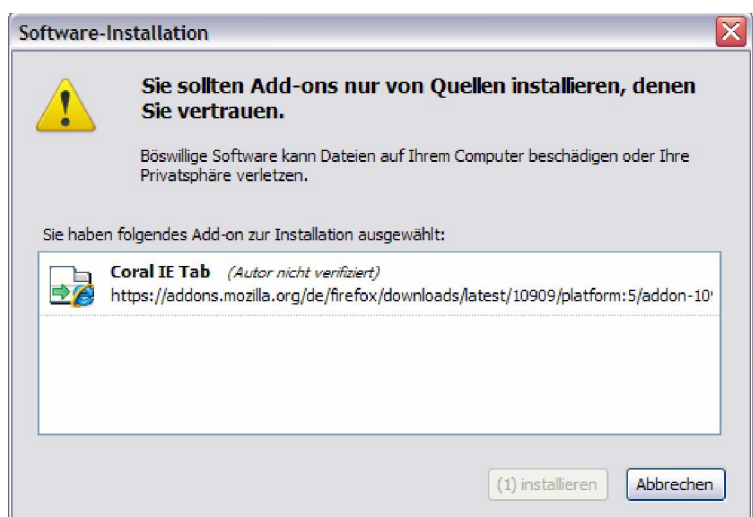 Software-Installation
Sie sollten Add-ons nur von Quellen installieren, denen
Sie vertrauen.
Böswillige Software kann Dateien auf Ihrem Computer beschädigen oder Ihre
Privatsphäre verletzen.
Sie haben folgendes Add-on zur Installation ausgewählt:
Coral IE Tab (Autor nicht verifiziert)
https://addons.mozilla.org/de/firefox/downloads/latest/10909/platform:5/addon-10
(1) installieren Abbrechen